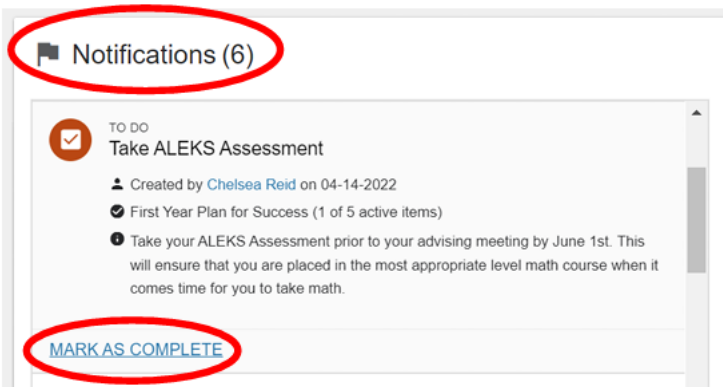 Notifications (6)
TO DO
Take ALEKS Assessment
Created by Chelsea Reid on 04-14-2022
First Year Plan for Success (1 of 5 active items)
Take your ALEKS Assessment prior to your advising meeting by June 1st. This
will ensure that you are placed in the most appropriate level math course when it
comes time for you to take math.
MARK AS COMPLETE